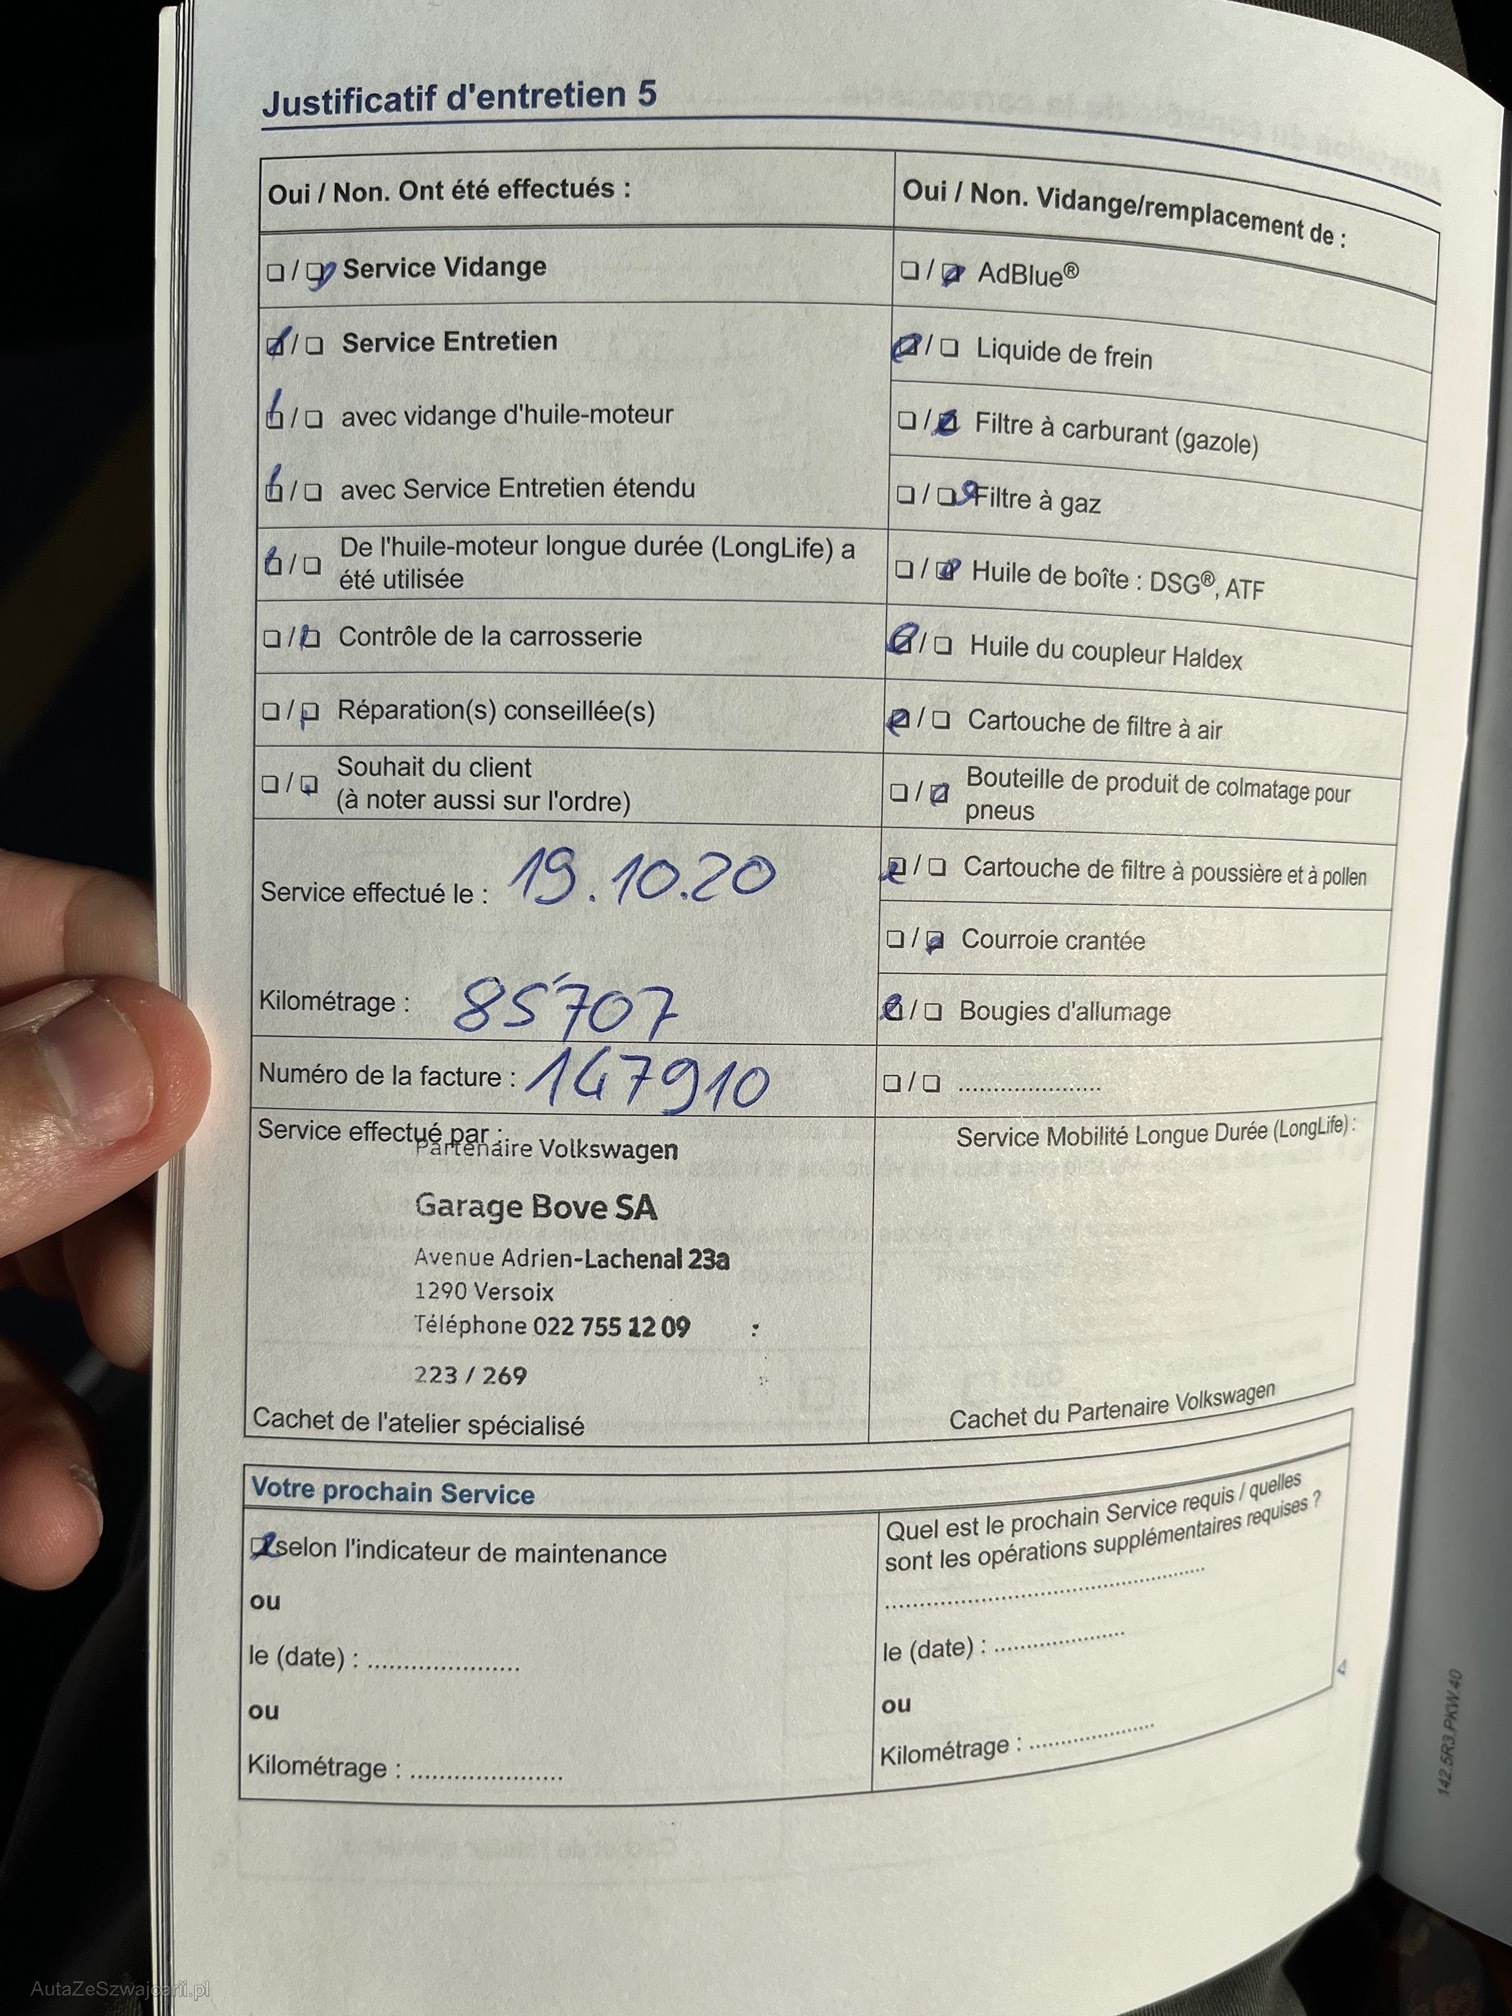 Justificatif d'entretien 5
Oui / Non. Ont été effectués :
☐ / ☑ Service Vidange
☑ / ☐ Service Entretien
☑ / ☐ avec vidange d'huile-moteur
☑ / ☐ avec Service Entretien étendu
☑ / ☐ De l'huile-moteur longue durée (LongLife) a
été utilisée
☐ / ☑ Contrôle de la carrosserie
☐ / ☑ Réparation(s) conseillée(s)
☐ / ☑ Souhait du client
(à noter aussi sur l'ordre)
Service effectué le : 19.10.20
Kilométrage : 85707
Numéro de la facture : 147910
Service effectué par :
Partenaire Volkswagen
Garage Bove SA
Avenue Adrien-Lachenal 23a
1290 Versoix
Téléphone 022 755 12 09
223 / 269
Cachet de l'atelier spécialisé
Oui / Non. Vidange/remplacement de :
☐ / ☑ AdBlue®
☑ / ☐ Liquide de frein
☐ / ☑ Filtre à carburant (gazole)
☐ / ☑ Filtre à gaz
☐ / ☑ Huile de boîte : DSG®, ATF
☑ / ☐ Huile du coupleur Haldex
☑ / ☐ Cartouche de filtre à air
☐ / ☑ Bouteille de produit de colmatage pour
pneus
☑ / ☐ Cartouche de filtre à poussière et à pollen
☐ / ☑ Courroie crantée
☑ / ☐ Bougies d'allumage
☐ / ☐ ......................
Service Mobilité Longue Durée (LongLife) :
Cachet du Partenaire Volkswagen
Votre prochain Service
☑ selon l'indicateur de maintenance
ou
le (date) : .....................
ou
Kilométrage : .....................
Quel est le prochain Service requis / quelles
sont les opérations supplémentaires requises ?
.............................................
le (date) : ..................
ou
Kilométrage : ..................
142.5R3.PKW.40
AutaZeSzwajcarii.pl